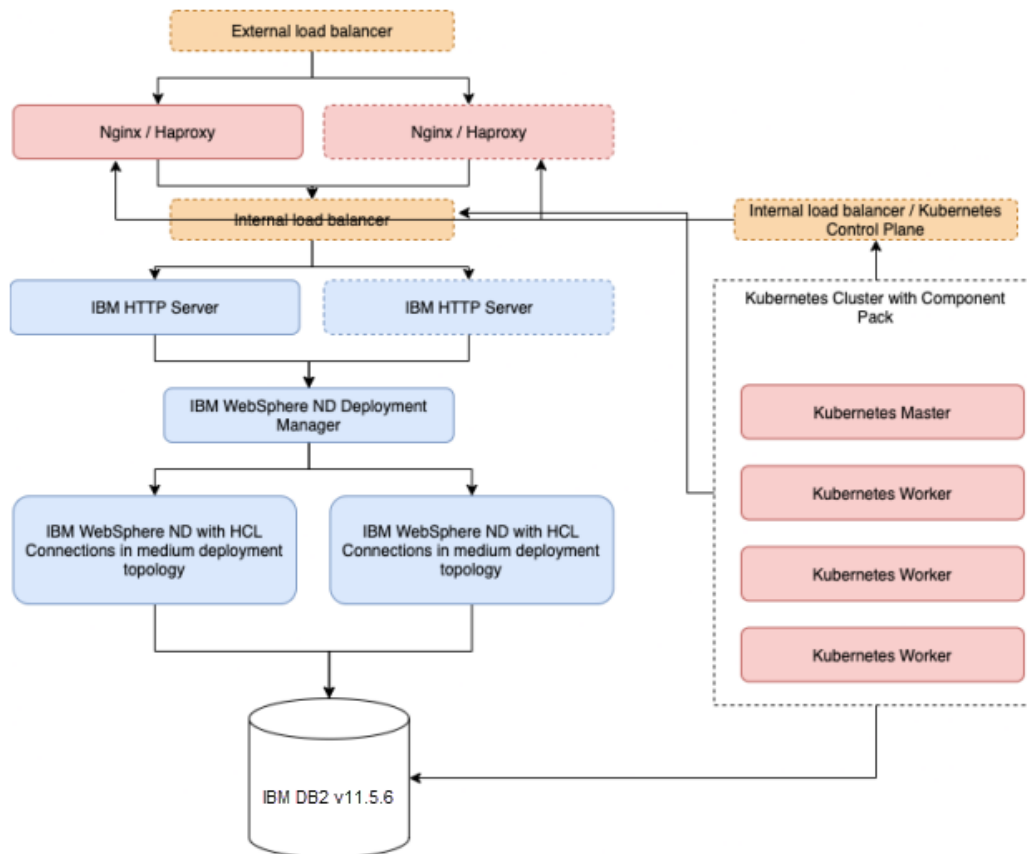 External load balancer
Nginx / Haproxy
Nginx / Haproxy
Internal load balancer
Internal load balancer / Kubernetes
Control Plane
IBM HTTP Server
IBM HTTP Server
Kubernetes Cluster with Component
Pack
IBM WebSphere ND Deployment
Manager
Kubernetes Master
Kubernetes Worker
IBM WebSphere ND with HCL
Connections in medium deployment
topology
IBM WebSphere ND with HCL
Connections in medium deployment
topology
Kubernetes Worker
Kubernetes Worker
IBM DB2 v11.5.6